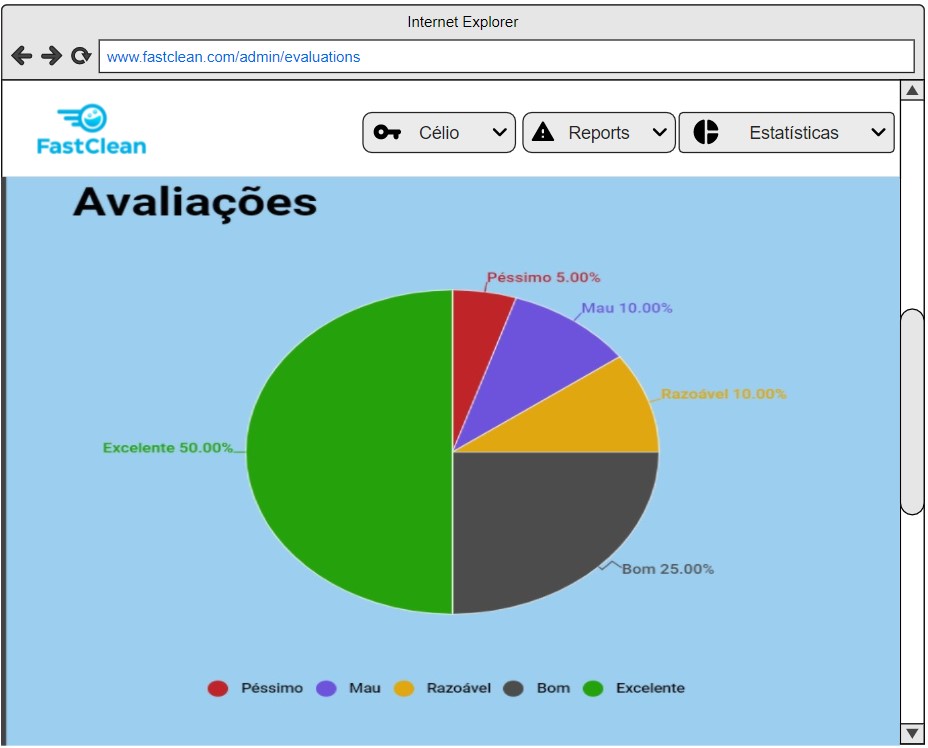 Internet Explorer
www.fastclean.com/admin/evaluations
FastClean
Célio
Reports
Estatísticas
Avaliações
Péssimo 5.00%
Mau 10.00%
Razoável 10.00%
Excelente 50.00%
Bom 25.00%
Péssimo Mau Razoável Bom Excelente